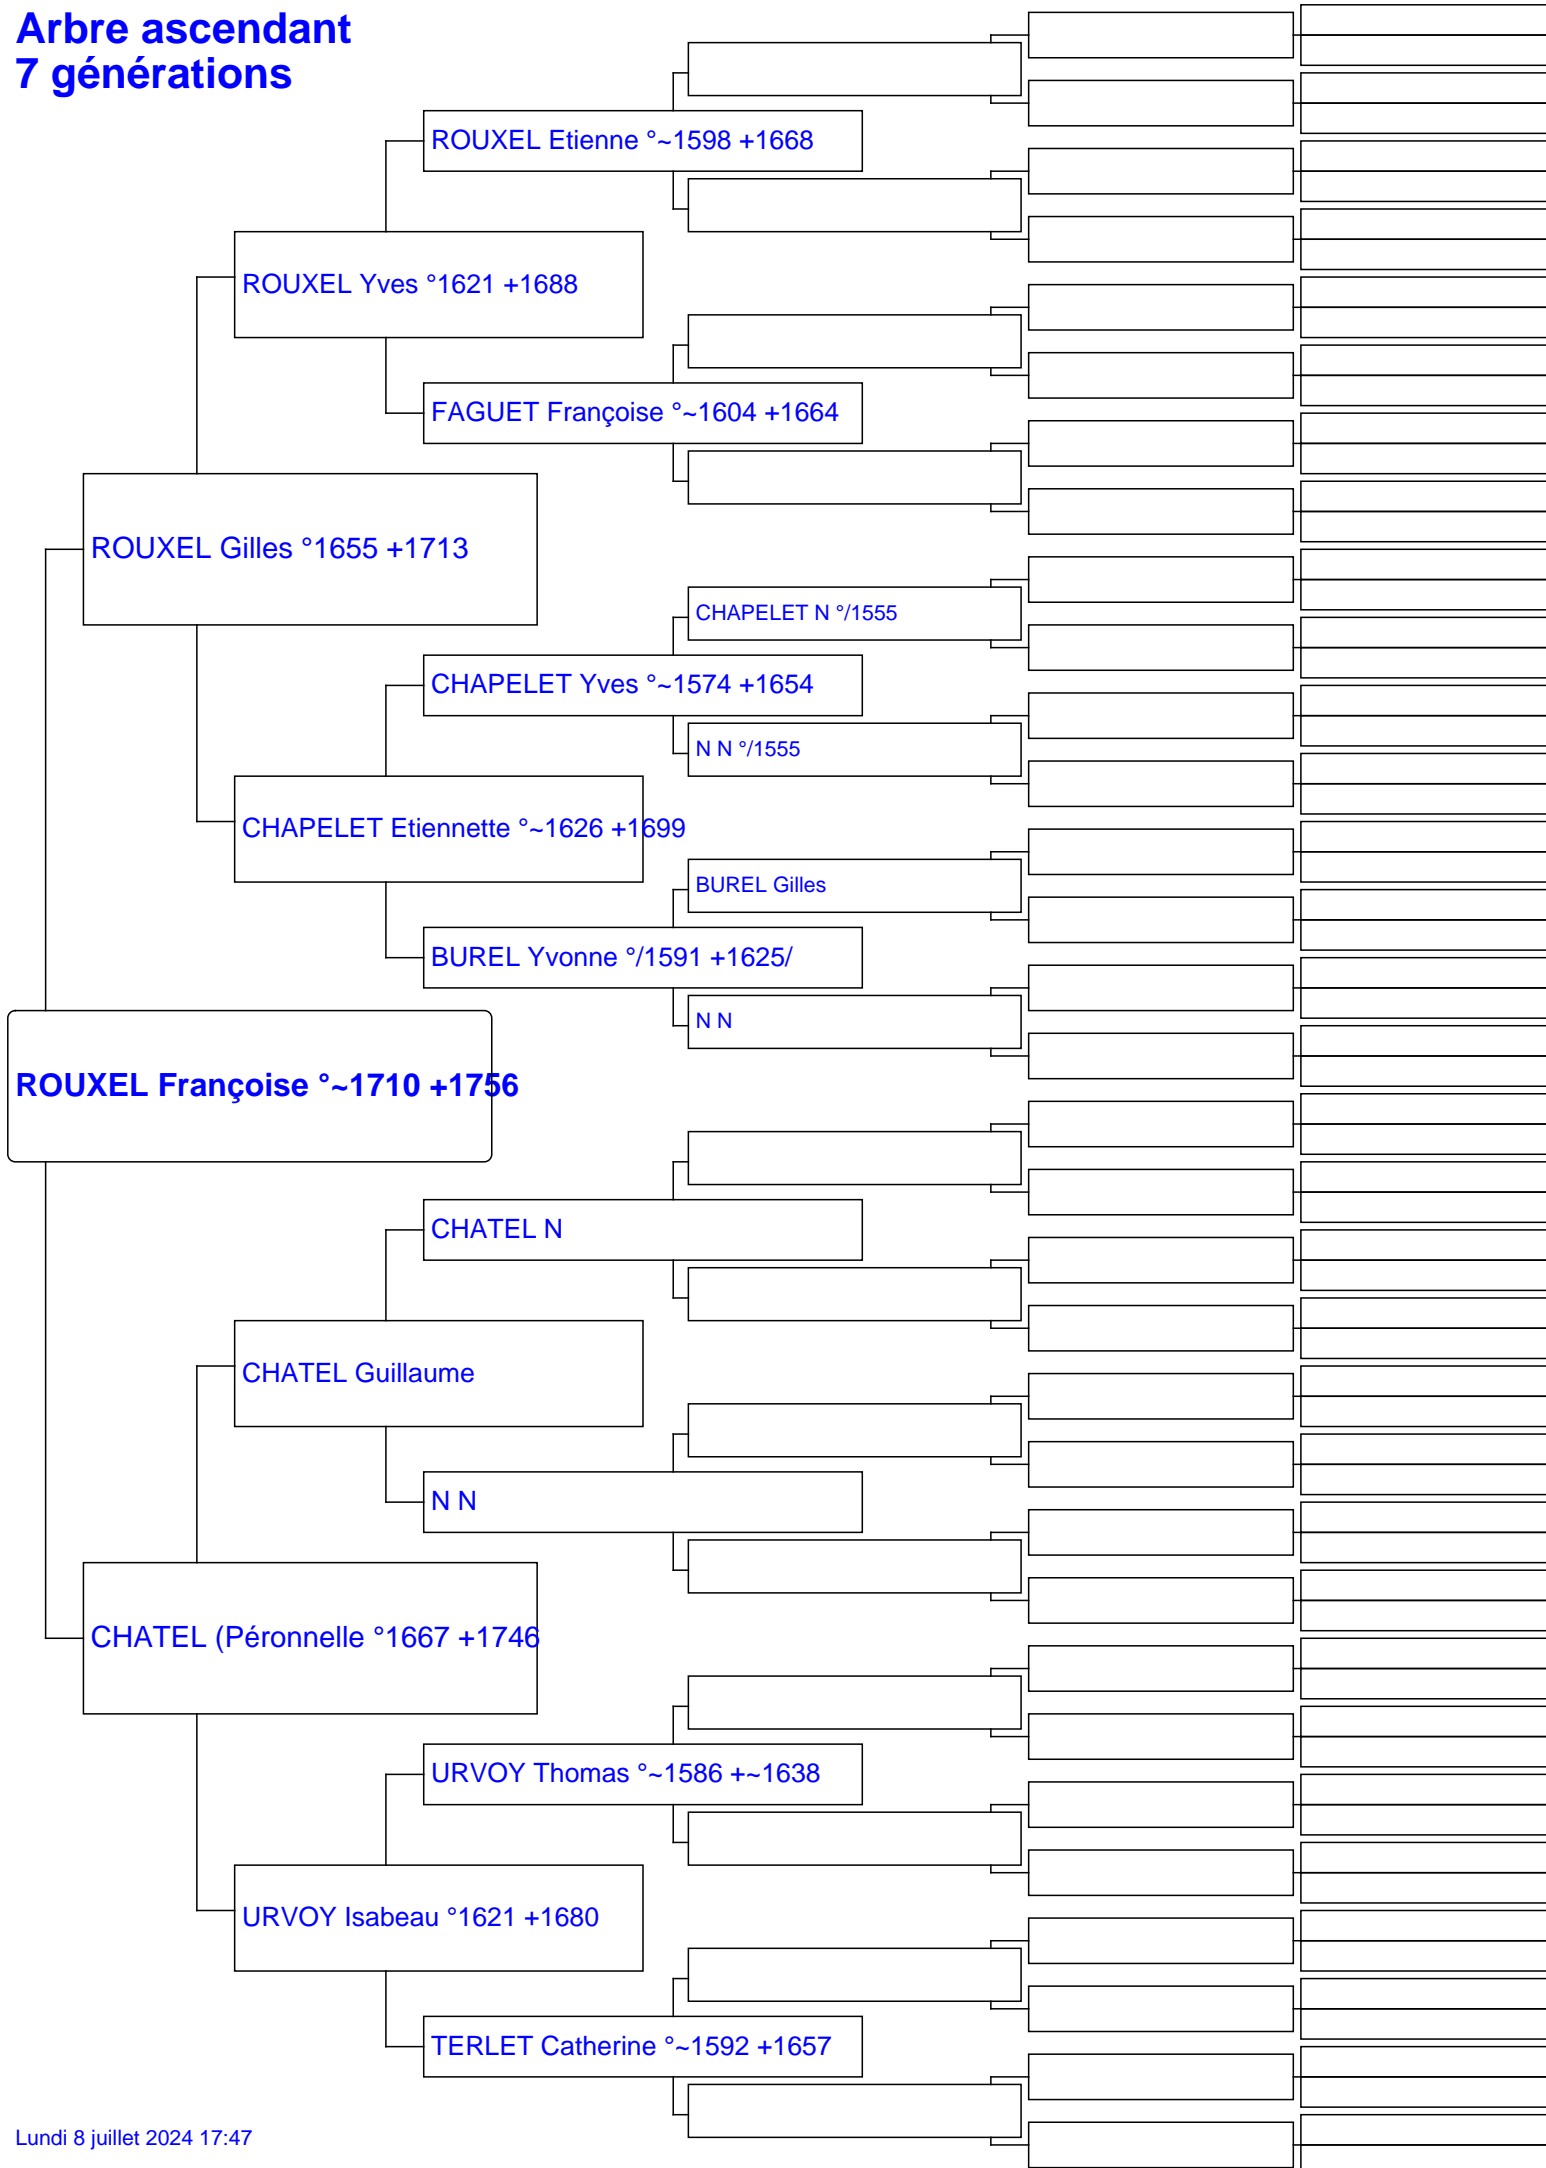 Arbre ascendant
7 générations
ROUXEL Etienne °~1598 +1668
ROUXEL Yves °1621 +1688
FAGUET Françoise °~1604 +1664
ROUXEL Gilles °1655 +1713
CHAPELET N °/1555
CHAPELET Yves °~1574 +1654
N N °/1555
CHAPELET Etiennette °~1626 +1699
BUREL Gilles
BUREL Yvonne °/1591 +1625/
N N
ROUXEL Françoise °~1710 +1756
CHATEL N
CHATEL Guillaume
N N
CHATEL (Péronnelle °1667 +1746
URVOY Thomas °~1586 +~1638
URVOY Isabeau °1621 +1680
TERLET Catherine °~1592 +1657
Lundi 8 juillet 2024 17:47